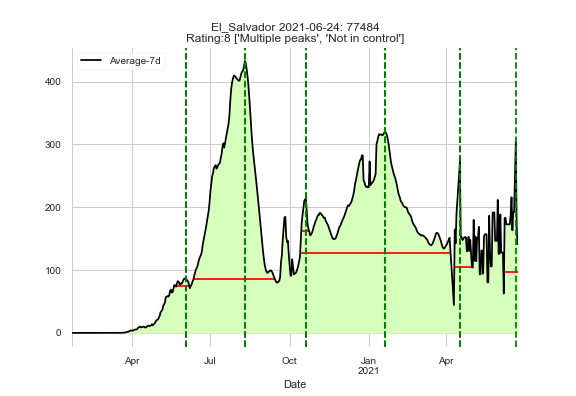 El_Salvador 2021-06-24: 77484
Rating:8 ['Multiple peaks', 'Not in control']
Average-7d
400
300
200
100
0
Apr
Jul
Oct
Jan
2021
Apr
Date